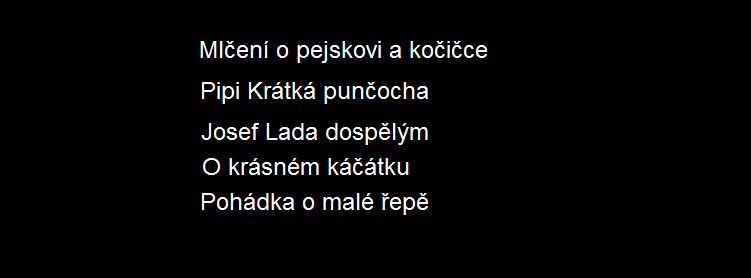 Mlčení o pejskovi a kočičce
Pipi Krátká punčocha
Josef Lada dospělým
O krásném káčátku
Pohádka o malé řepě